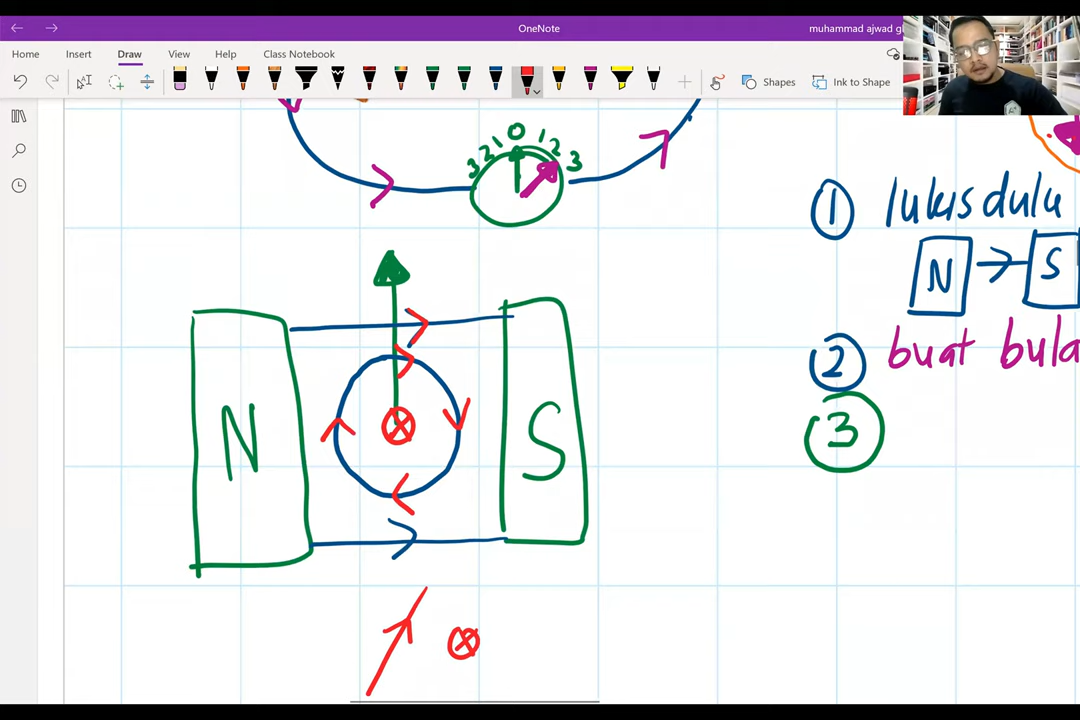 OneNote
muhammad ajwad g
Home Insert Draw View Help Class Notebook
Shapes Ink to Shape
3 2 1 0 1 2 3
1 lukis dulu
N S
2 buat bula
3
N S